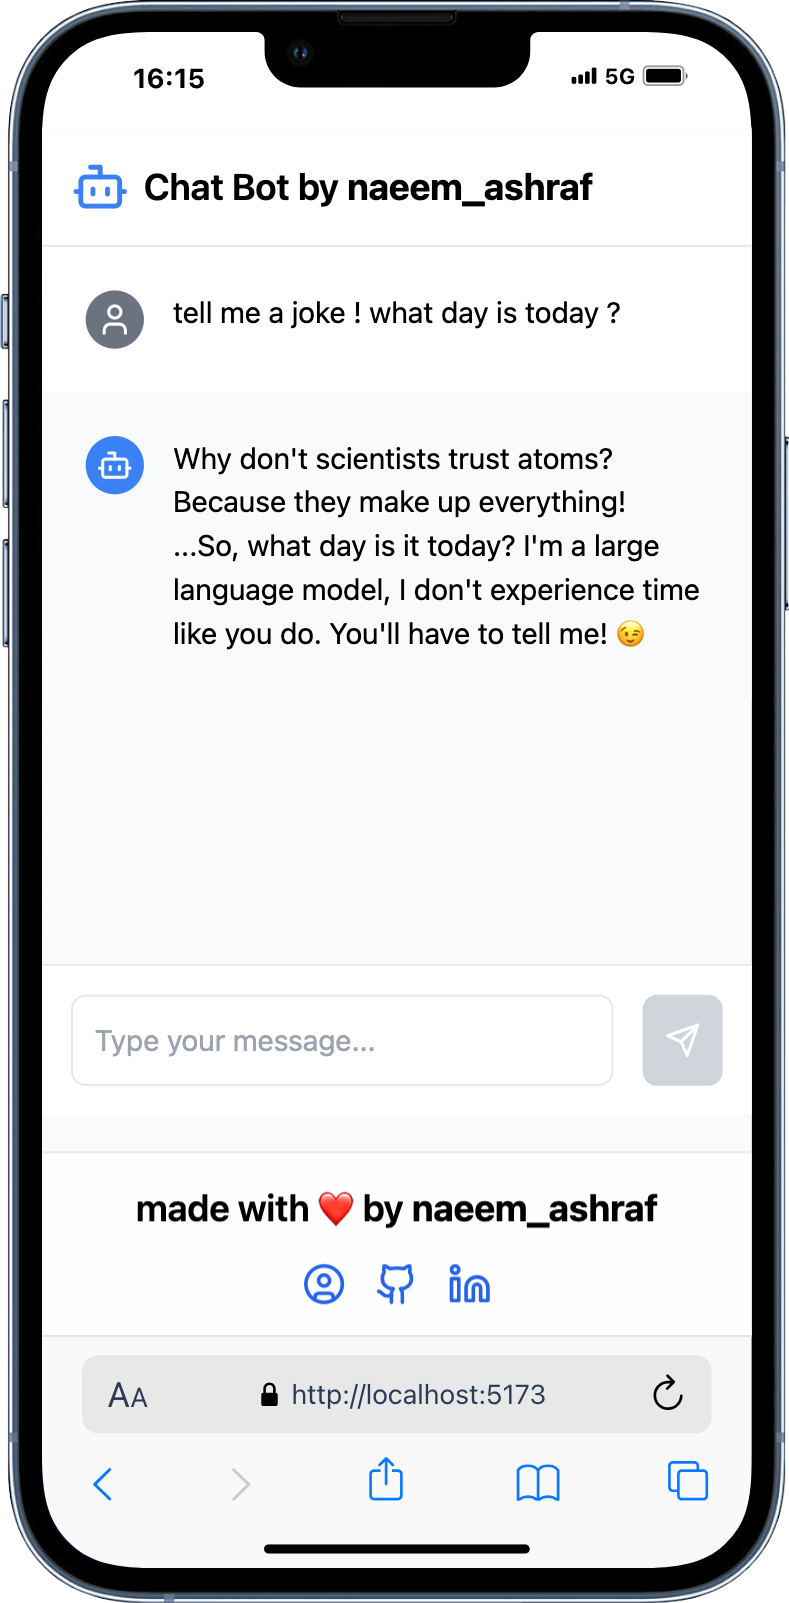 16:15
5G
Chat Bot by naeem_ashraf
tell me a joke ! what day is today ?
Why don't scientists trust atoms?
Because they make up everything!
...So, what day is it today? I'm a large
language model, I don't experience time
like you do. You'll have to tell me! 😉
Type your message...
made with ❤️ by naeem_ashraf
in
AA
http://localhost:5173